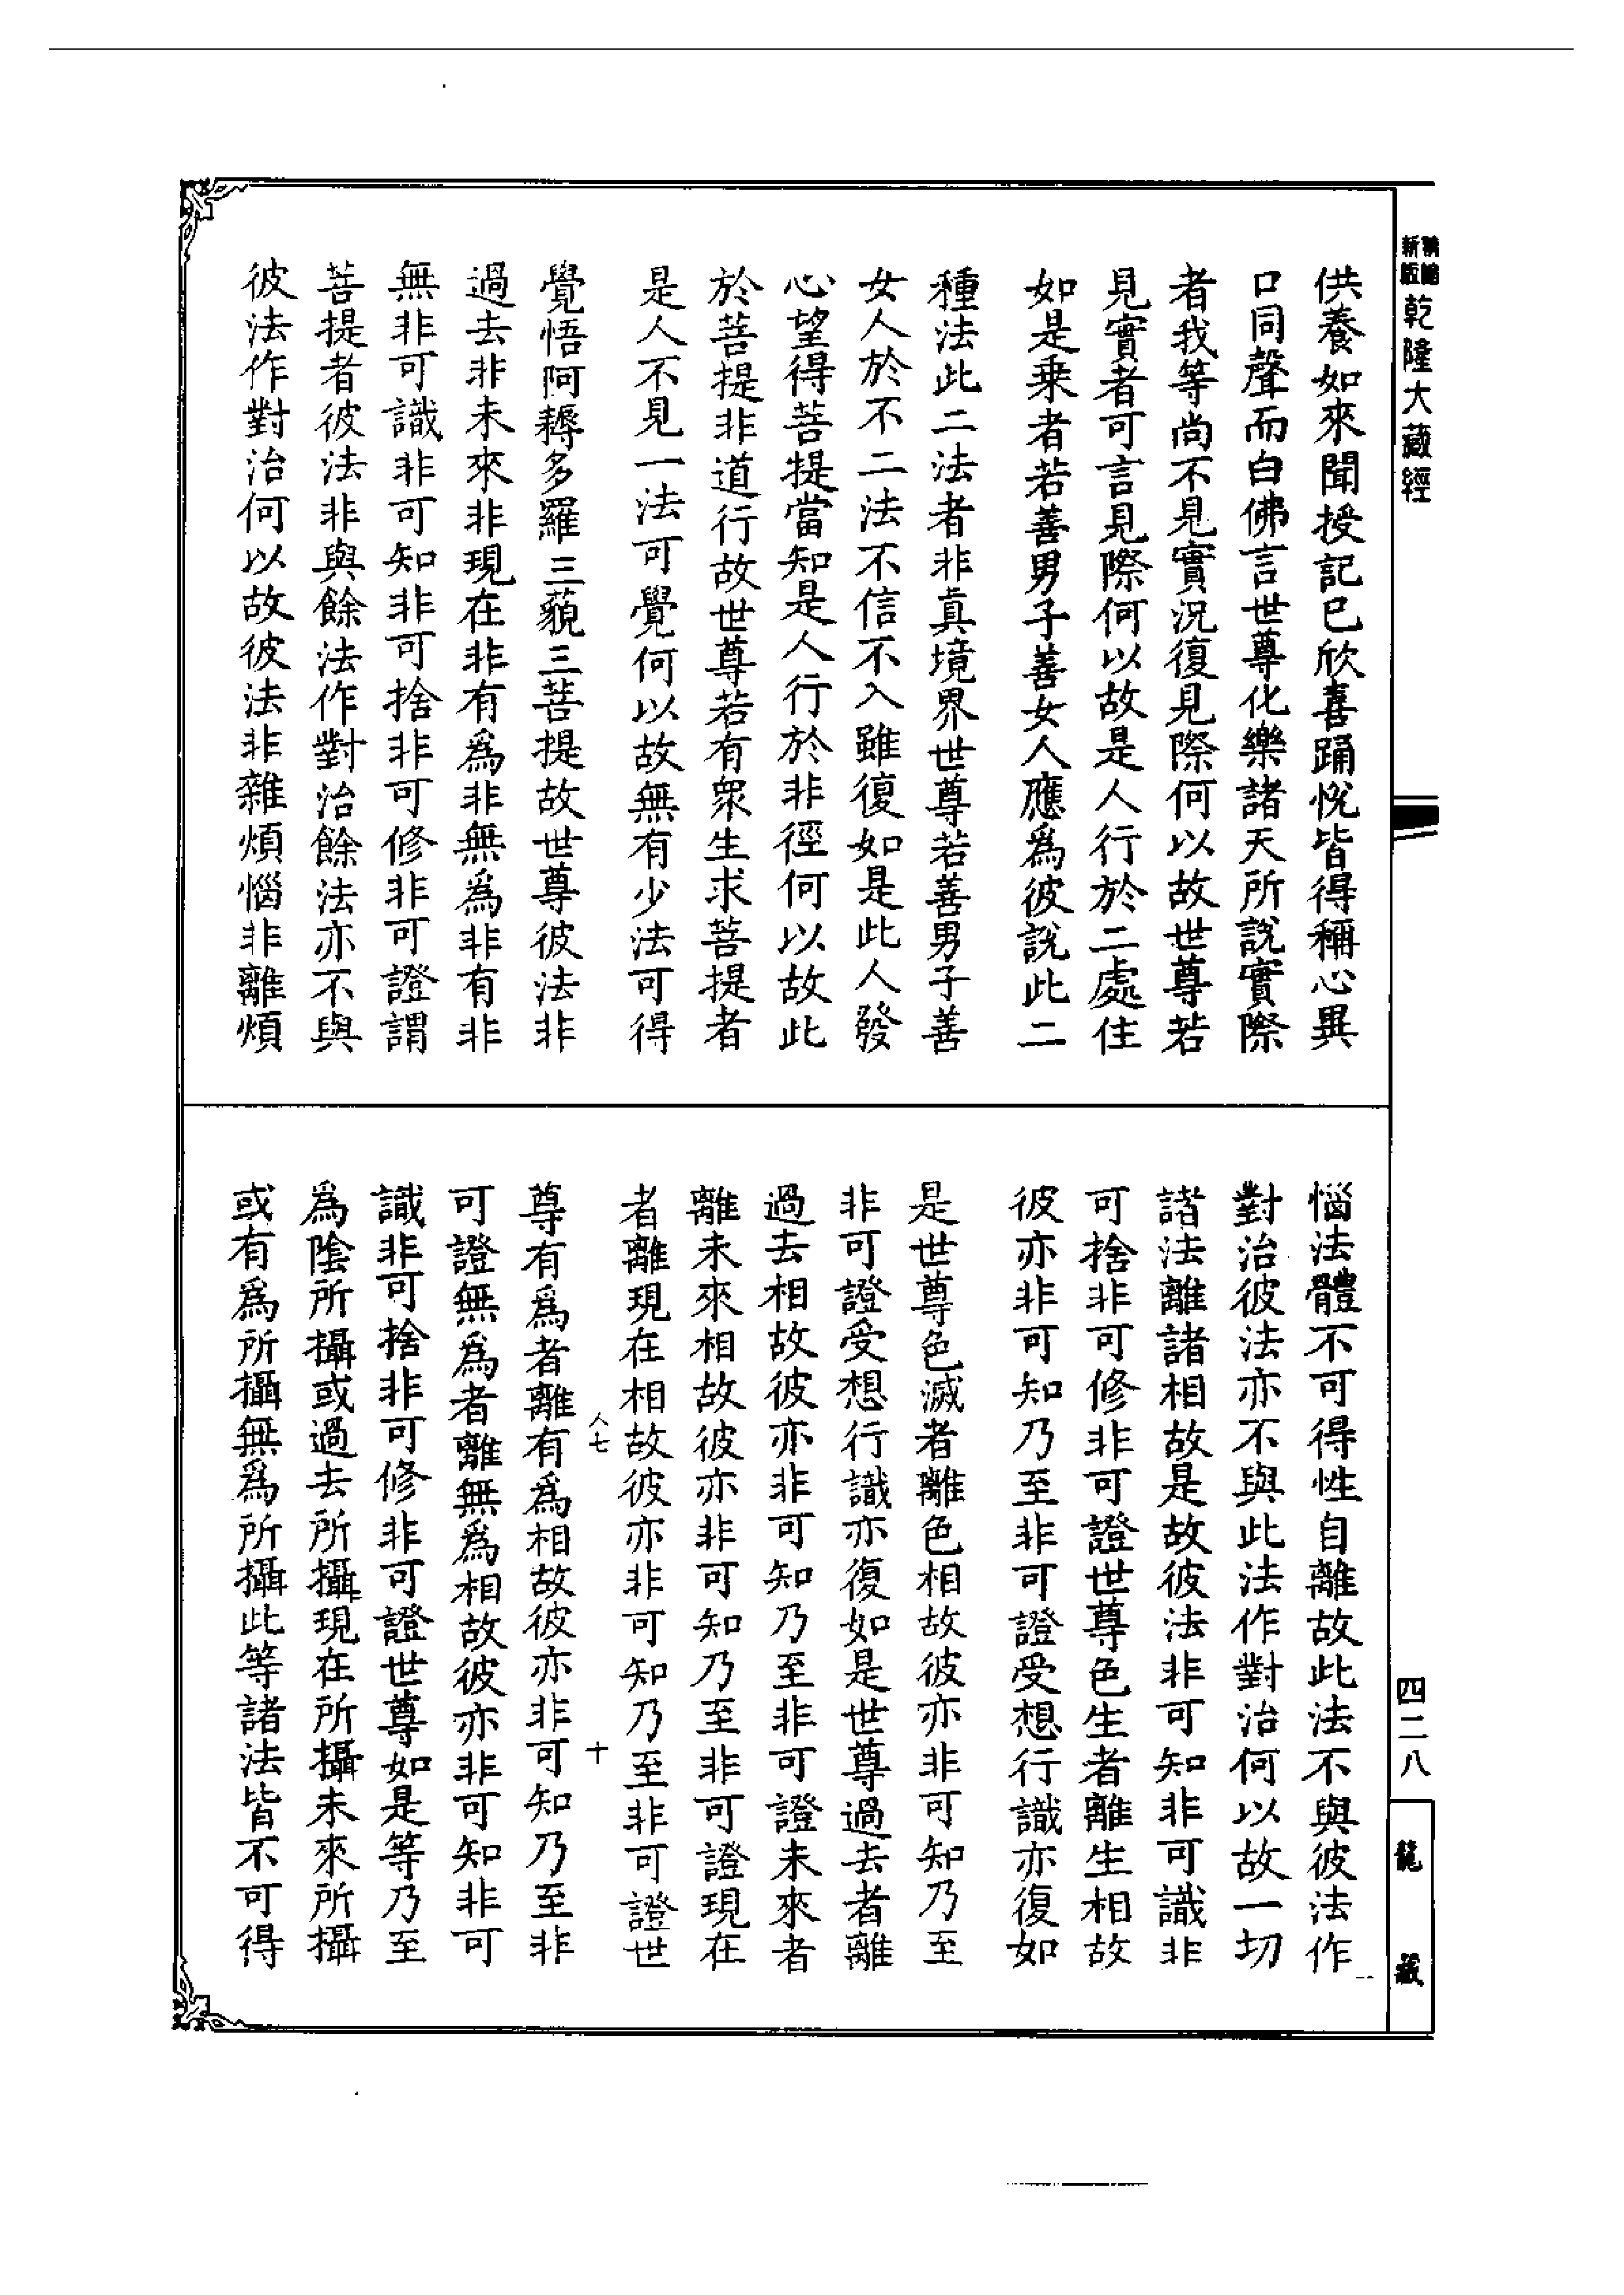 精縮
新版
乾隆大藏經
供養如來聞授記已欣喜踊悅皆得稱心異
口同聲而白佛言世尊化樂諸天所說實際
者我等尚不見實況復見際何以故世尊若
見實者可言見際何以故是人行於二處住
如是乗者若善男子善女人應爲彼說此二
種法此二法者非真境界世尊若善男子善
女人於不二法不信不入雖復如是此人發
心望得菩提當知是人行於非徑何以故此
於菩提非道行故世尊若有衆生求菩提者
是人不見一法可覺何以故無有少法可得
覺悟阿耨多羅三藐三菩提故世尊彼法非
過去非未來非現在非有爲非無爲非有非
無非可識非可知非可捨非可修非可證謂
菩提者彼法非與餘法作對治餘法亦不與
彼法作對治何以故彼法非雜煩惱非離煩
惱法體不可得性自離故此法不與彼法作
對治彼法亦不與此法作對治何以故一切
諸法離諸相故是故彼法非可知非可識非
可捨非可修非可證世尊色生者離生相故
彼亦非可知乃至非可證受想行識亦復如
是世尊色滅者離色相故彼亦非可知乃至
非可證受想行識亦復如是世尊過去者離
過去相故彼亦非可知乃至非可證未來者
離未來相故彼亦非可知乃至非可證現在
者離現在相故彼亦非可知乃至非可證世
人七 十
尊有爲者離有爲相故彼亦非可知乃至非
可證無爲者離無爲相故彼亦非可知非可
識非可捨非可修非可證世尊如是等乃至
爲陰所攝或過去所攝現在所攝未來所攝
或有爲所攝無爲所攝此等諸法皆不可得
四二八
龍藏